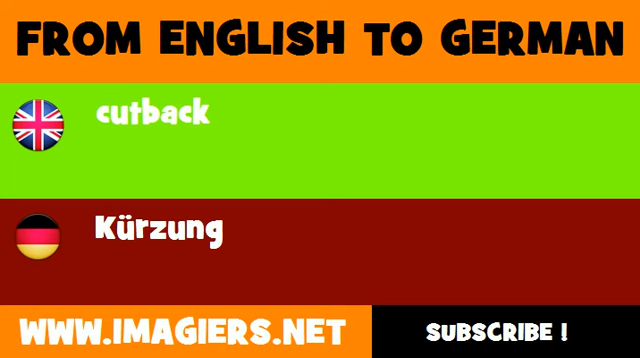 FROM ENGLISH TO GERMAN
cutback
Kürzung
WWW.IMAGIERS.NET
SUBSCRIBE !